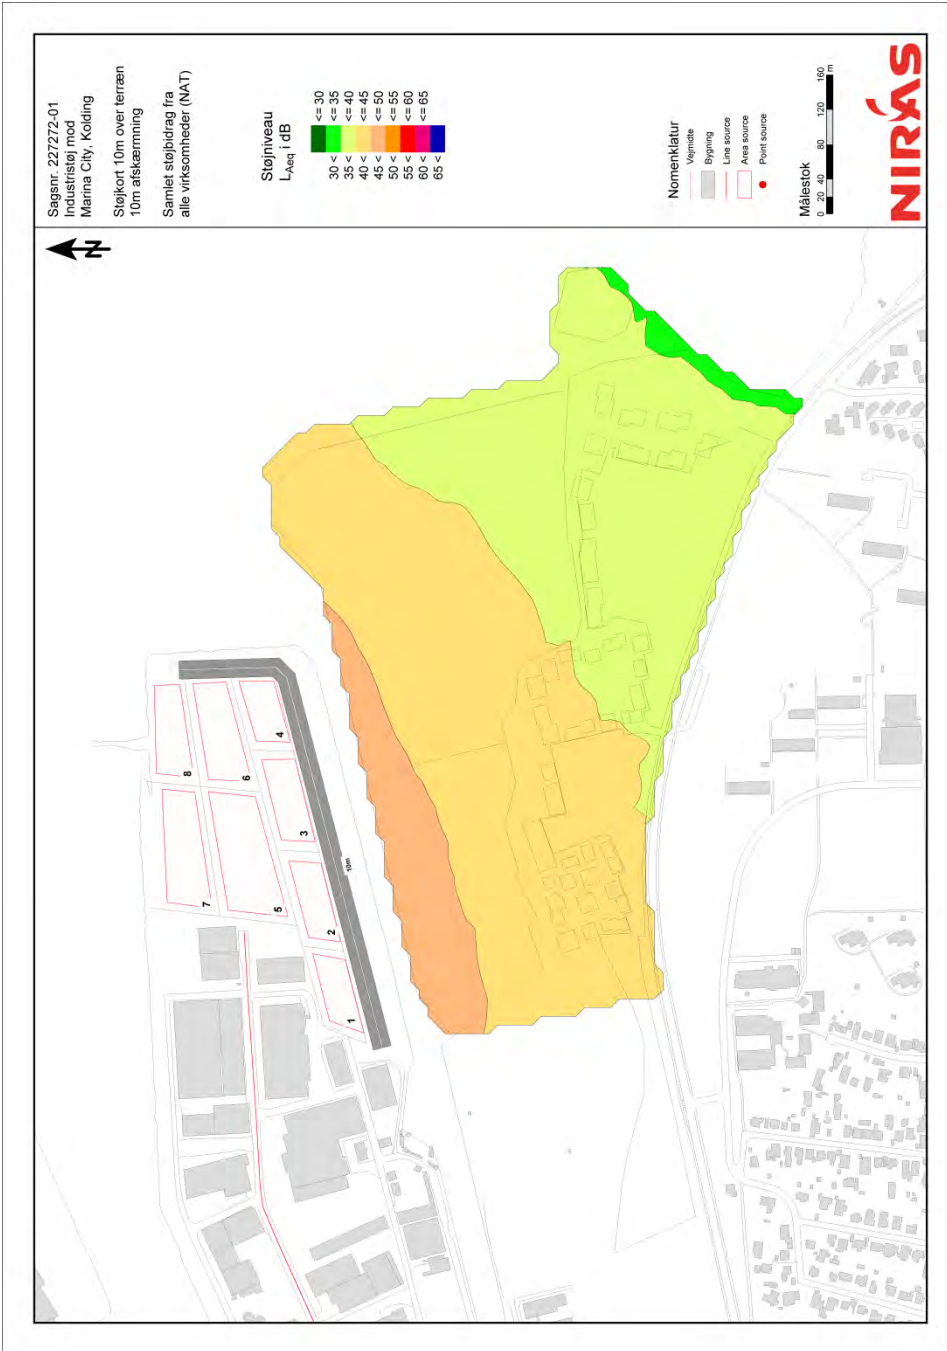 Sagsnr. 227272-01
Industristøj mod
Marina City, Kolding
Støjkort 10m over terræn
10m afskærmning
Samlet støjbidrag fra
alle virksomheder (NAT)
Støjniveau
LAeq i dB
<= 30
30 < <= 35
35 < <= 40
40 < <= 45
45 < <= 50
50 < <= 55
55 < <= 60
60 < <= 65
65 <
Nomenklatur
Vejmidte
Bygning
Line source
Area source
Point source
Målestok
0 20 40 80 120 160
m
NIRAS
N
8
7
6
5
4
3
2
1
10m